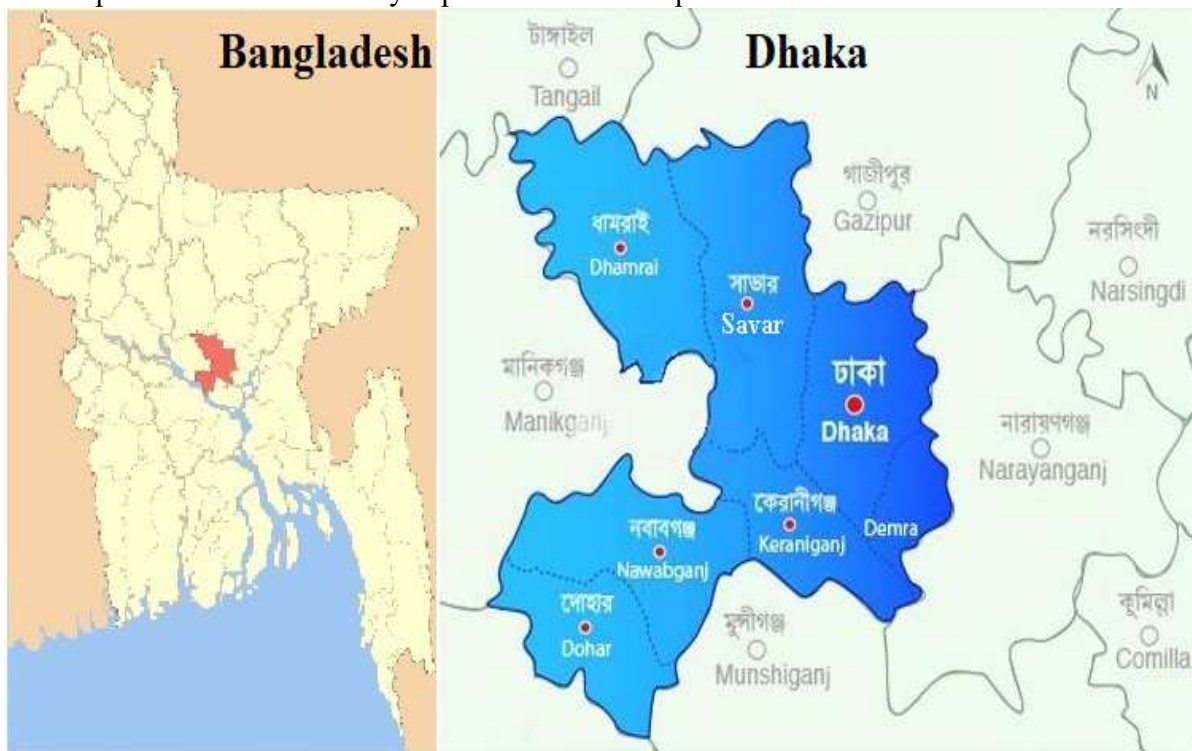 Bangladesh
Dhaka
টাঙ্গাইল
Tangail
N
গাজীপুর
Gazipur
ধামরাই
Dhamrai
নরসিংদী
Narsingdi
সাভার
Savar
মানিকগঞ্জ
Manikganj
ঢাকা
Dhaka
নারায়ণগঞ্জ
Narayanganj
কেরানীগঞ্জ
Keraniganj
নবাবগঞ্জ
Nawabganj
Demra
দোহার
Dohar
মুন্সীগঞ্জ
Munshiganj
কুমিল্লা
Comilla